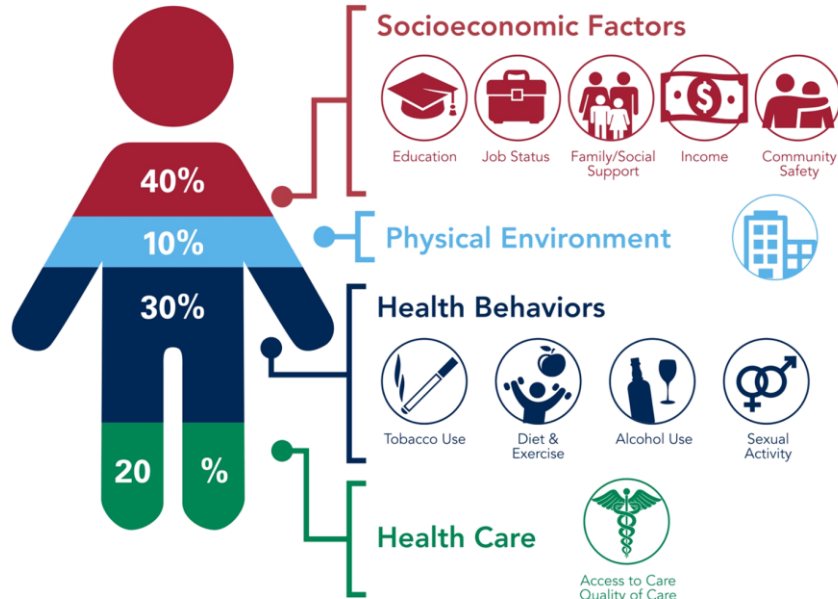 Socioeconomic Factors
Education
Job Status
Family/Social
Support
Income
Community
Safety
40%
10%
Physical Environment
30%
Health Behaviors
Tobacco Use
Diet &
Exercise
Alcohol Use
Sexual
Activity
20 %
Health Care
Access to Care
Quality of Care